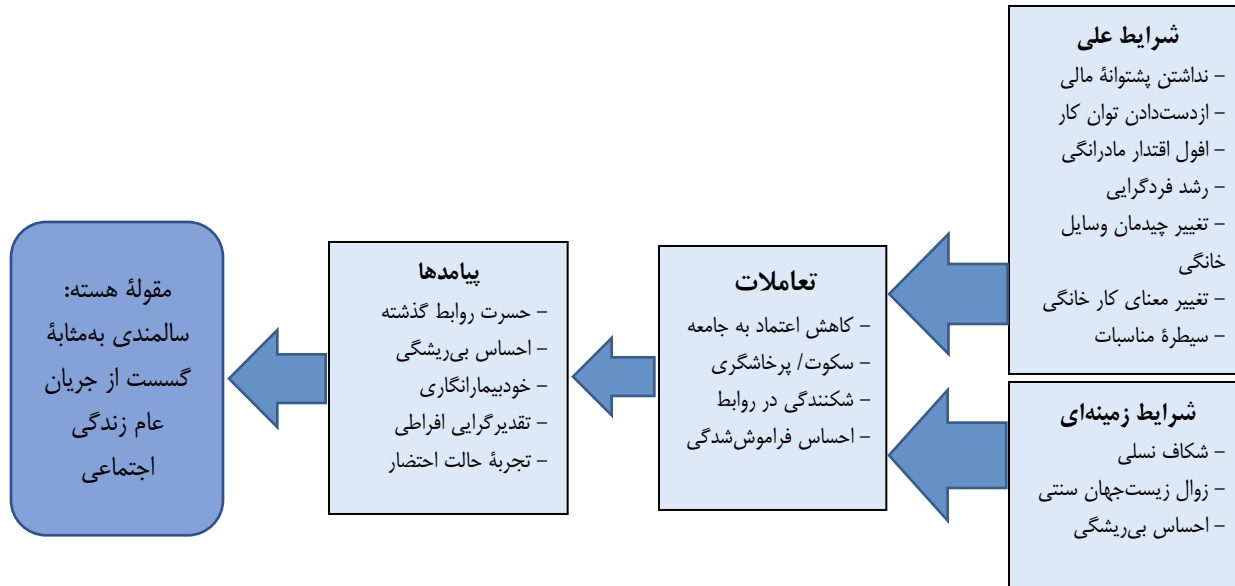 شرایط علی
– نداشتن پشتوانهٔ مالی
– ازدست‌دادن توان کار
– افول اقتدار مادرانگی
– رشد فردگرایی
– تغییر چیدمان وسایل
خانگی
– تغییر معنای کار خانگی
– سیطرهٔ مناسبات
شرایط زمینه‌ای
– شکاف نسلی
– زوال زیست‌جهان سنتی
– احساس بی‌ریشگی
تعاملات
– کاهش اعتماد به جامعه
– سکوت/ پرخاشگری
– شکنندگی در روابط
– احساس فراموش‌شدگی
پیامدها
– حسرت روابط گذشته
– احساس بی‌ریشگی
– خودبیمارانگاری
– تقدیرگرایی افراطی
– تجربهٔ حالت احتضار
مقولهٔ هسته:
سالمندی به‌مثابهٔ
گسست از جریان
عام زندگی
اجتماعی